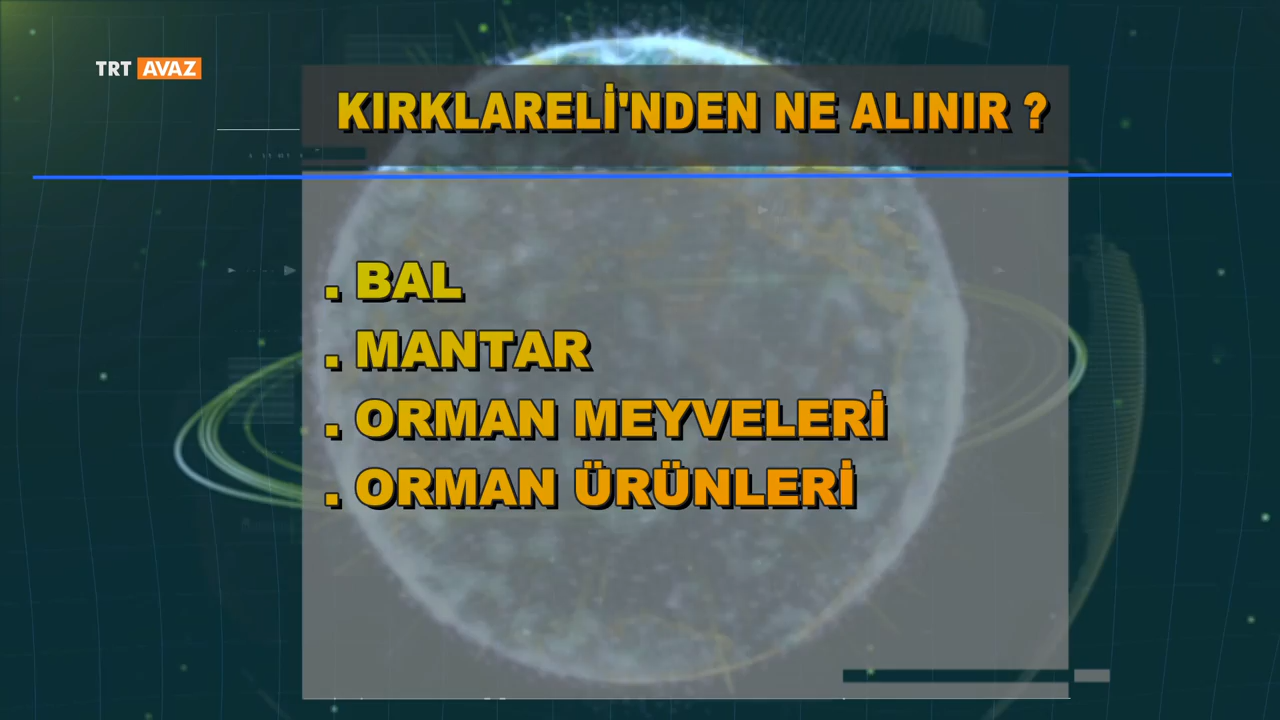 TRT AVAZ
KIRKLARELİ'NDEN NE ALINIR ?
. BAL
. MANTAR
. ORMAN MEYVELERİ
. ORMAN ÜRÜNLERİ